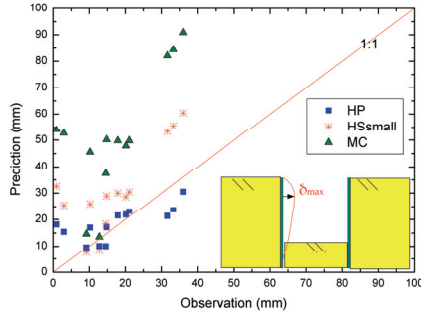 100
90
80
70
60
50
40
30
20
10
0
Preciction (mm)
1:1
HP
HSsmall
MC
δmax
0 10 20 30 40 50 60 70 80 90 100
Observation (mm)